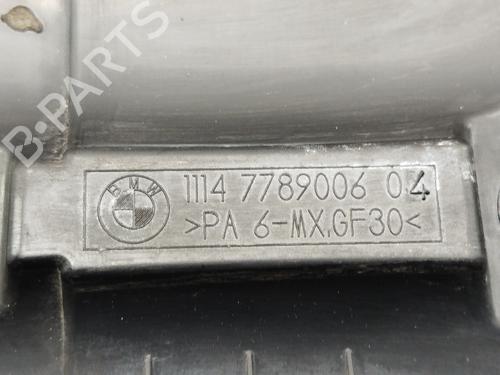 B-PARTS
BMW
1114 7789006 04
>PA 6-MX.GF30<